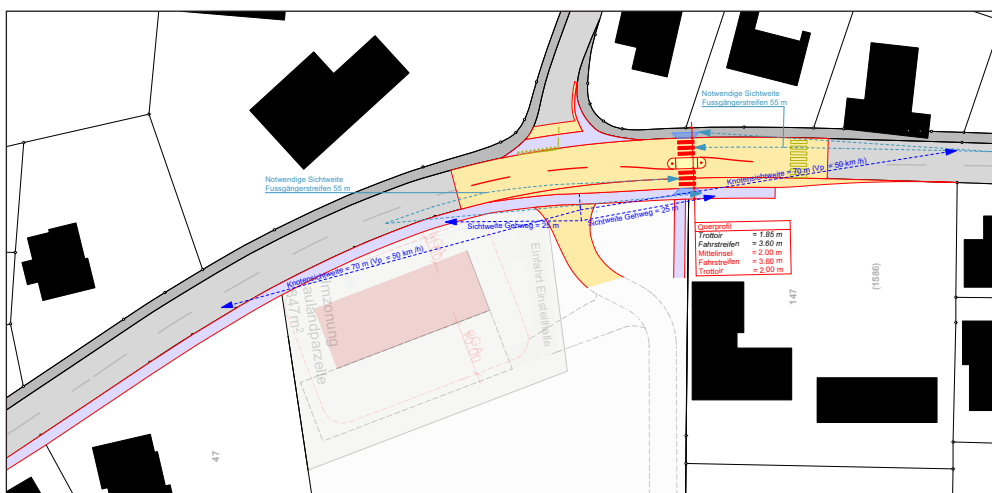 Notwendige Sichtweite
Fussgängerstreifen 55 m
Notwendige Sichtweite
Fussgängerstreifen 55 m
Knotensichtweite = 70 m (Vp = 50 km/h)
Sichtweite Gehweg = 25 m
Sichtweite Gehweg = 25 m
Knotensichtweite = 70 m (Vp = 50 km/h)
Querprofil
Trottoir = 1.85 m
Fahrstreifen = 3.60 m
Mittelinsel = 2.00 m
Fahrstreifen = 3.60 m
Trottoir = 2.00 m
Einfahrt Einstellhalle
147
(1586)
47